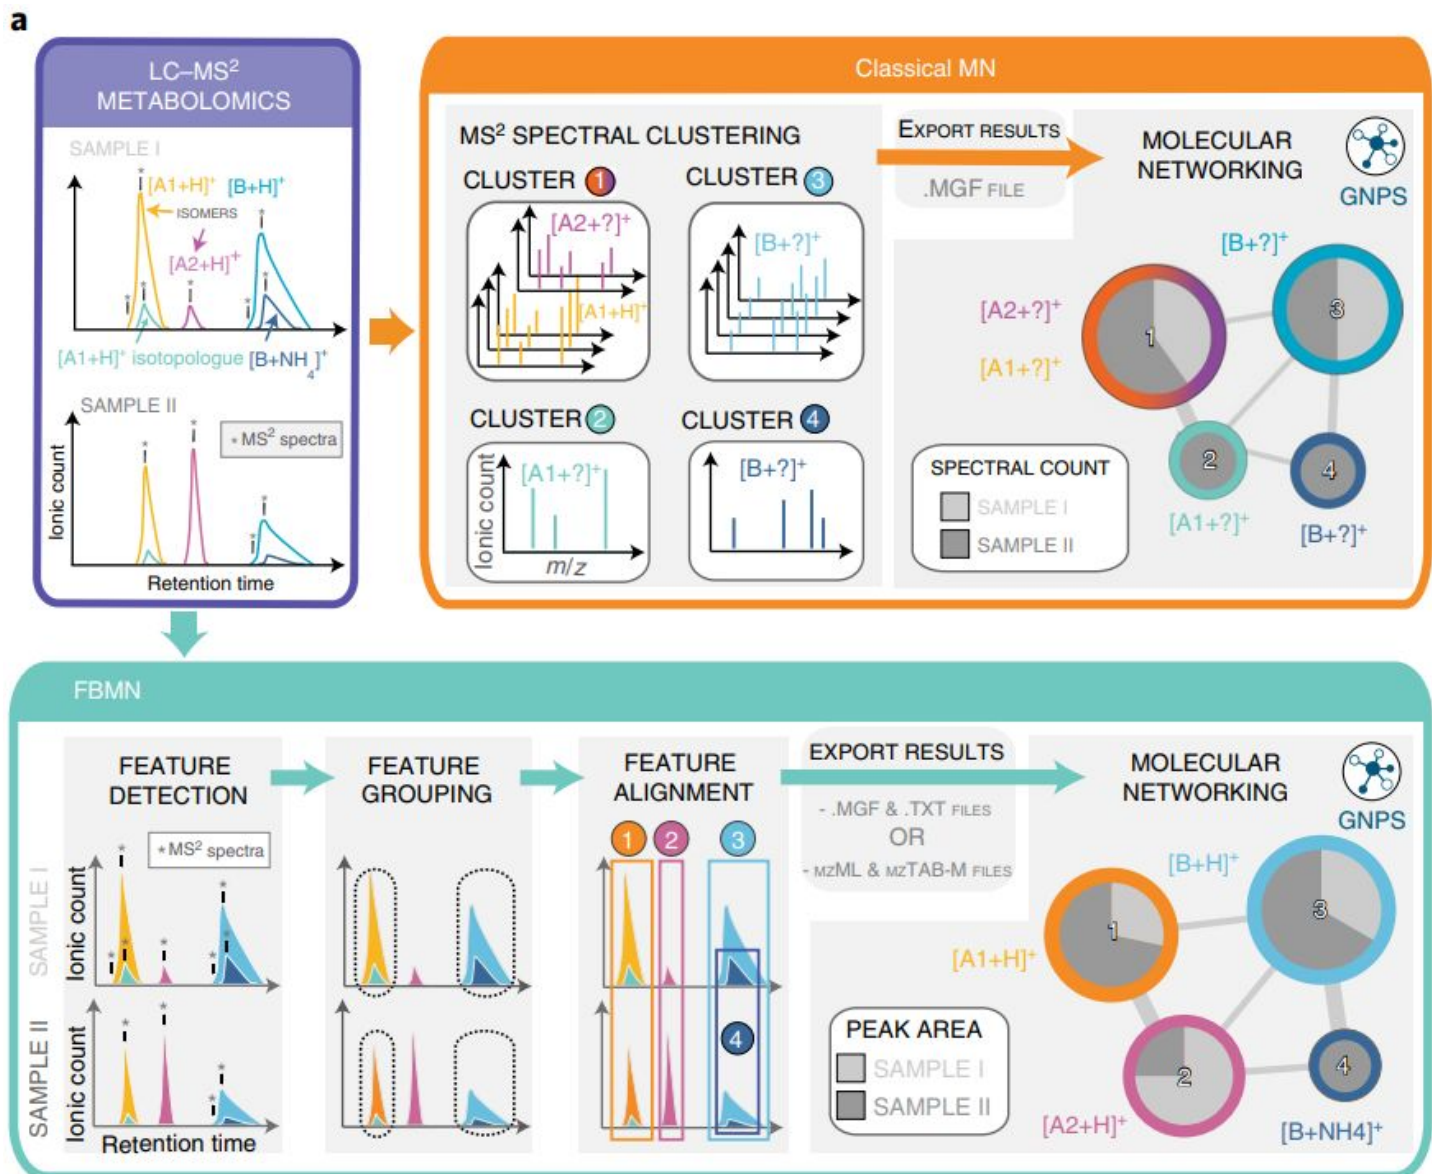 a
LC–MS² METABOLOMICS
SAMPLE I
[A1+H]⁺
[B+H]⁺
ISOMERS
[A2+H]⁺
[A1+H]⁺ isotopologue
[B+NH₄]⁺
SAMPLE II
* MS² spectra
Ionic count
Retention time
Classical MN
MS² SPECTRAL CLUSTERING
CLUSTER 1
[A2+?]⁺
[A1+H]⁺
CLUSTER 3
[B+?]⁺
CLUSTER 2
[A1+?]⁺
Ionic count
m/z
CLUSTER 4
[B+?]⁺
EXPORT RESULTS
.MGF FILE
MOLECULAR
NETWORKING
GNPS
[B+?]⁺
[A2+?]⁺
[A1+?]⁺
1
3
2
4
[A1+?]⁺
[B+?]⁺
SPECTRAL COUNT
SAMPLE I
SAMPLE II
FBMN
FEATURE
DETECTION
* MS² spectra
SAMPLE I
Ionic count
SAMPLE II
Ionic count
Retention time
FEATURE
GROUPING
FEATURE
ALIGNMENT
1
2
3
4
EXPORT RESULTS
- .MGF & .TXT FILES
OR
- MZML & MZTAB-M FILES
MOLECULAR
NETWORKING
GNPS
[B+H]⁺
[A1+H]⁺
1
3
2
4
[A2+H]⁺
[B+NH4]⁺
PEAK AREA
SAMPLE I
SAMPLE II